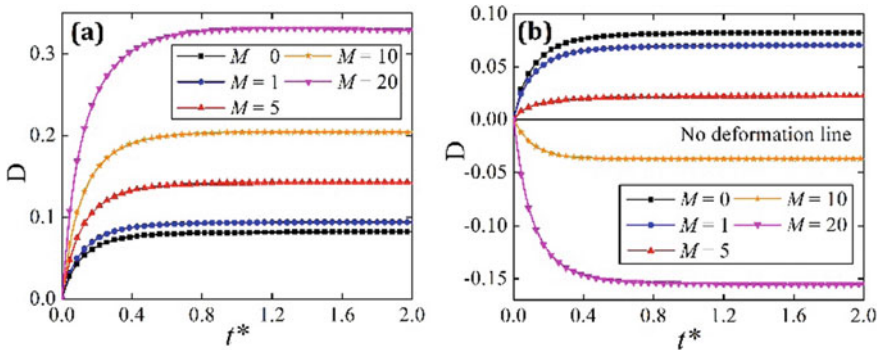 (a)
M 0
M = 10
M = 1
M = 20
M = 5
0.3
0.2
0.1
0.0
D
0.0 0.4 0.8 1.2 1.6 2.0
t*
(b)
0.10
0.05
0.00
-0.05
-0.10
-0.15
D
No deformation line
M = 0
M = 10
M = 1
M = 20
M = 5
0.0 0.4 0.8 1.2 1.6 2.0
t*